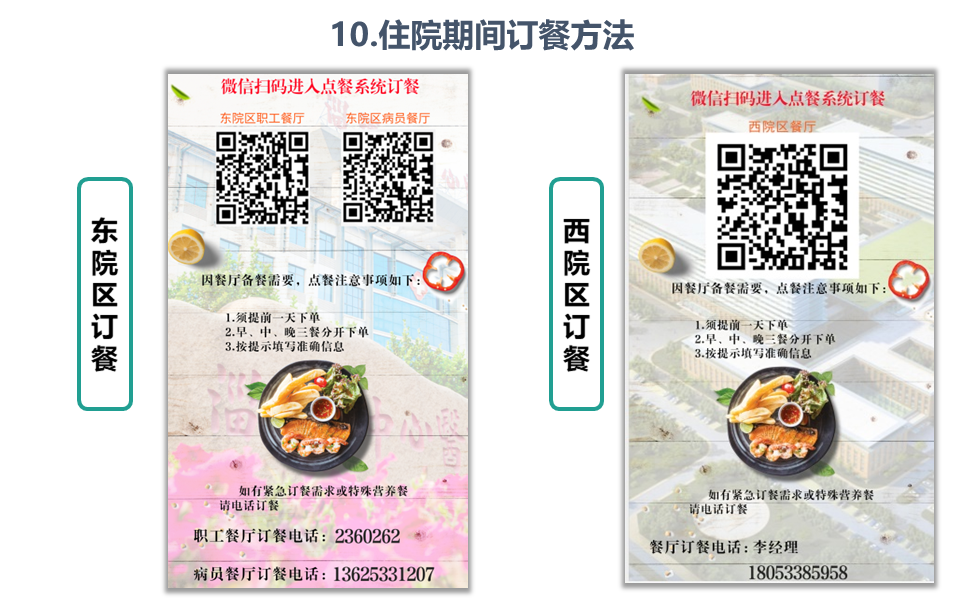 10.住院期间订餐方法
东院区订餐
微信扫码进入点餐系统订餐
东院区职工餐厅
东院区病员餐厅
因餐厅备餐需要，点餐注意事项如下：
1.须提前一天下单
2.早、中、晚三餐分开下单
3.按提示填写准确信息
如有紧急订餐需求或特殊营养餐
请电话订餐
职工餐厅订餐电话：2360262
病员餐厅订餐电话：13625331207
西院区订餐
微信扫码进入点餐系统订餐
西院区餐厅
因餐厅备餐需要，点餐注意事项如下：
1.须提前一天下单
2.早、中、晚三餐分开下单
3.按提示填写准确信息
如有紧急订餐需求或特殊营养餐
请电话订餐
餐厅订餐电话：李经理
18053385958